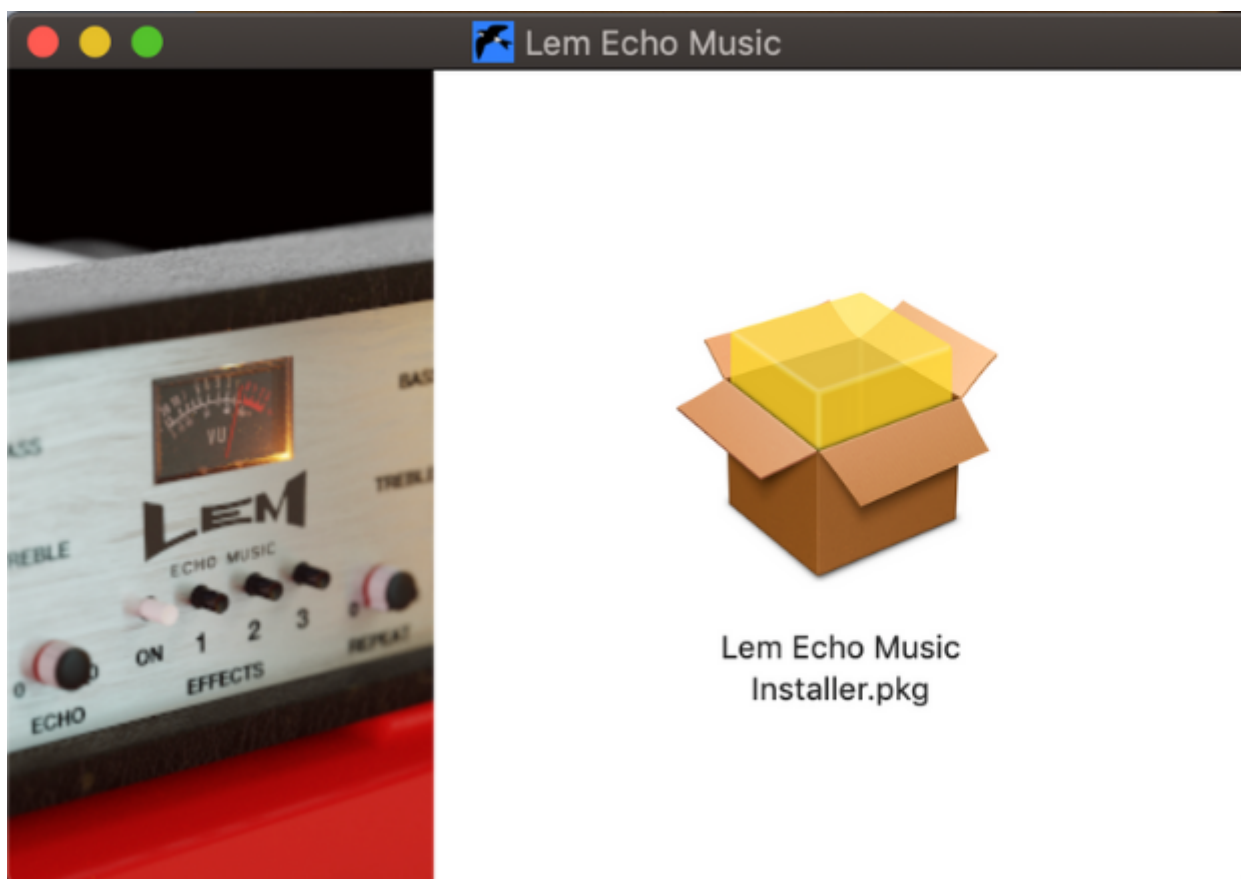 Lem Echo Music
BASS
VU
TREBLE
LEM
TREBLE
ECHO MUSIC
0
ON
1
2
3
REPEAT
0
EFFECTS
ECHO
Lem Echo Music
Installer.pkg